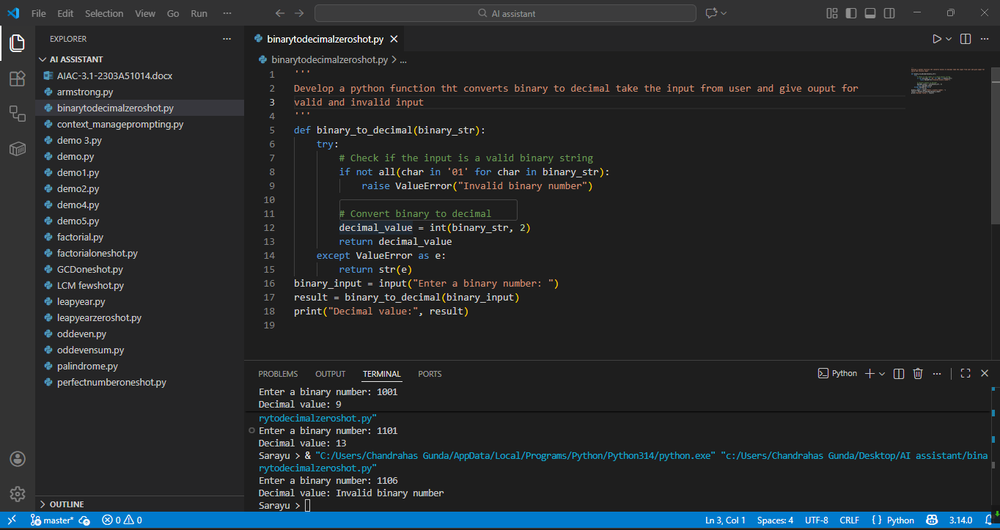 File Edit Selection View Go Run ··· AI assistant
EXPLORER ···
AI ASSISTANT
AIAC-3.1-2303A51014.docx
armstrong.py
binarytodecimalzeroshot.py
context_manageprompting.py
demo 3.py
demo.py
demo1.py
demo2.py
demo4.py
demo5.py
factorial.py
factorialoneshot.py
GCDoneshot.py
LCM fewshot.py
leapyear.py
leapyearzeroshot.py
oddeven.py
oddevensum.py
palindrome.py
perfectnumberoneshot.py
OUTLINE
binarytodecimalzeroshot.py
binarytodecimalzeroshot.py > ...
1 '''
2 Develop a python function tht converts binary to decimal take the input from user and give ouput for
3 valid and invalid input
4 '''
5 def binary_to_decimal(binary_str):
6 try:
7 # Check if the input is a valid binary string
8 if not all(char in '01' for char in binary_str):
9 raise ValueError("Invalid binary number")
10
11 # Convert binary to decimal
12 decimal_value = int(binary_str, 2)
13 return decimal_value
14 except ValueError as e:
15 return str(e)
16 binary_input = input("Enter a binary number: ")
17 result = binary_to_decimal(binary_input)
18 print("Decimal value:", result)
19
PROBLEMS OUTPUT TERMINAL PORTS Python
Enter a binary number: 1001
Decimal value: 9
rytodecimalzeroshot.py"
Enter a binary number: 1101
Decimal value: 13
Sarayu > & "C:/Users/Chandrahas Gunda/AppData/Local/Programs/Python/Python314/python.exe" "c:/Users/Chandrahas Gunda/Desktop/AI assistant/bina
rytodecimalzeroshot.py"
Enter a binary number: 1106
Decimal value: Invalid binary number
Sarayu >
master* 0 0 Ln 3, Col 1 Spaces: 4 UTF-8 CRLF { } Python 3.14.0